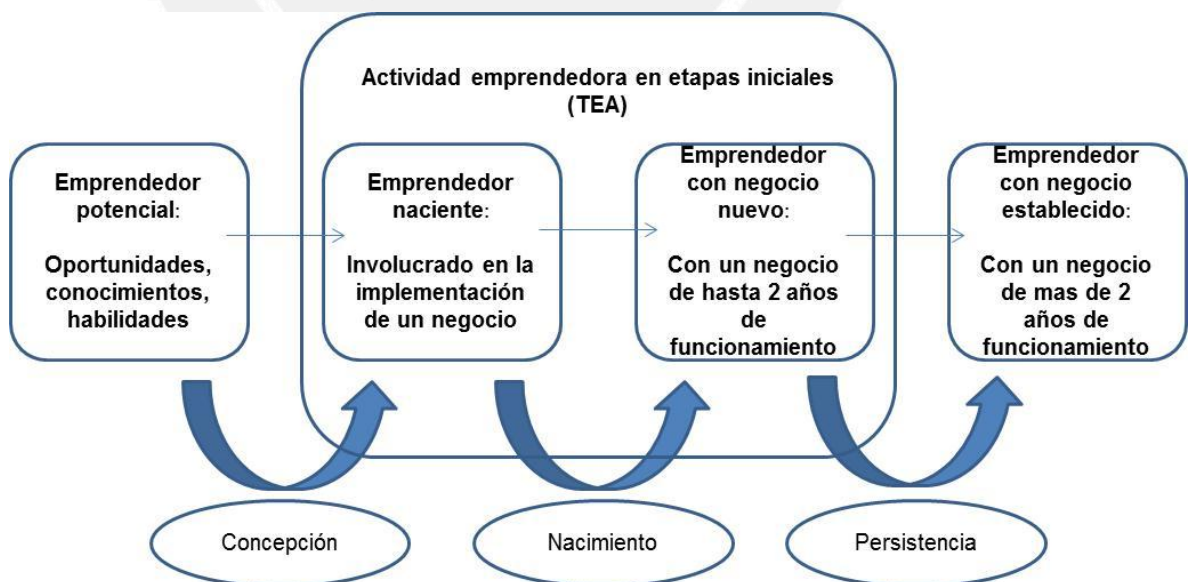 Actividad emprendedora en etapas iniciales
(TEA)
Emprendedor
potencial:
Oportunidades,
conocimientos,
habilidades
Emprendedor
naciente:
Involucrado en la
implementación
de un negocio
Emprendedor
con negocio
nuevo:
Con un negocio
de hasta 2 años
de
funcionamiento
Emprendedor
con negocio
establecido:
Con un negocio
de mas de 2
años de
funcionamiento
Concepción
Nacimiento
Persistencia